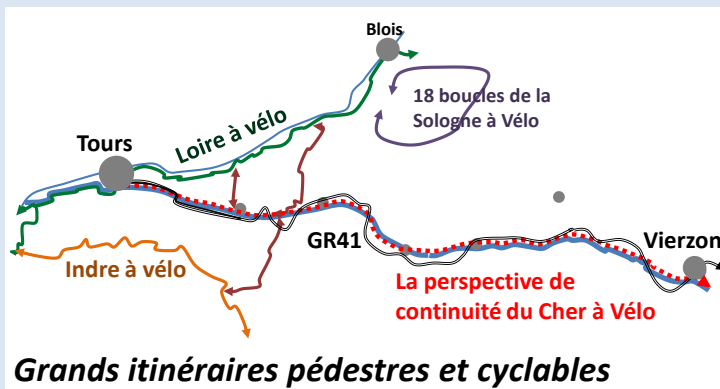 Blois
18 boucles de la
Sologne à Vélo
Tours
Loire à vélo
GR41
Vierzon
Indre à vélo
La perspective de
continuité du Cher à Vélo
Grands itinéraires pédestres et cyclables